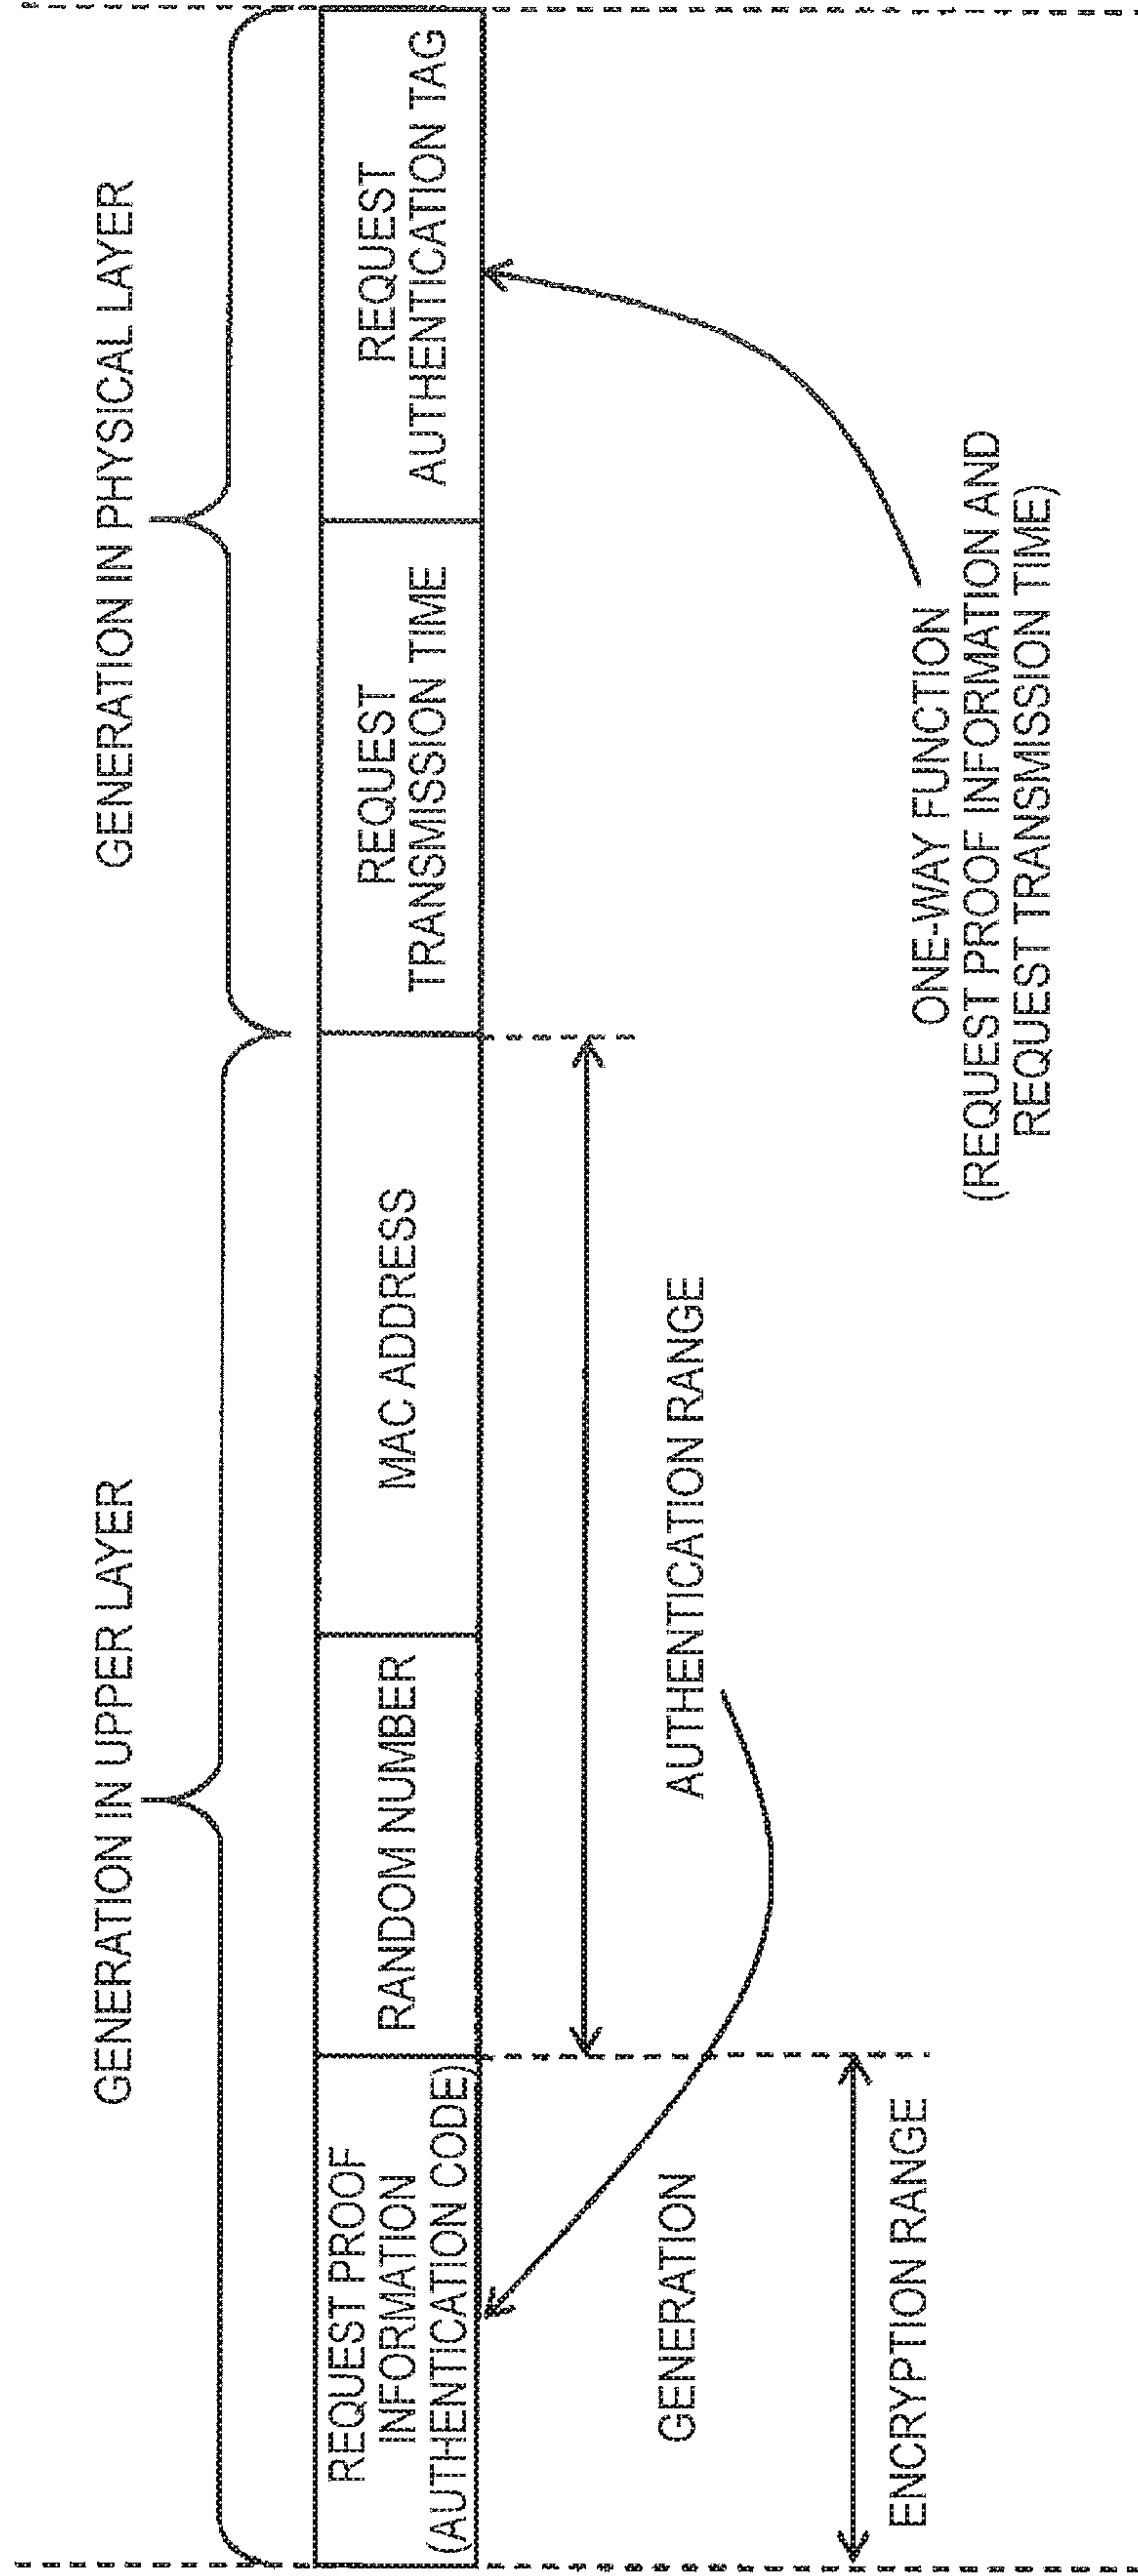 GENERATION IN UPPER LAYER
GENERATION IN PHYSICAL LAYER
REQUEST PROOF
INFORMATION
(AUTHENTICATION CODE)
RANDOM NUMBER
MAC ADDRESS
REQUEST
TRANSMISSION TIME
REQUEST
AUTHENTICATION TAG
GENERATION
AUTHENTICATION RANGE
ENCRYPTION RANGE
ONE-WAY FUNCTION
(REQUEST PROOF INFORMATION AND
REQUEST TRANSMISSION TIME)